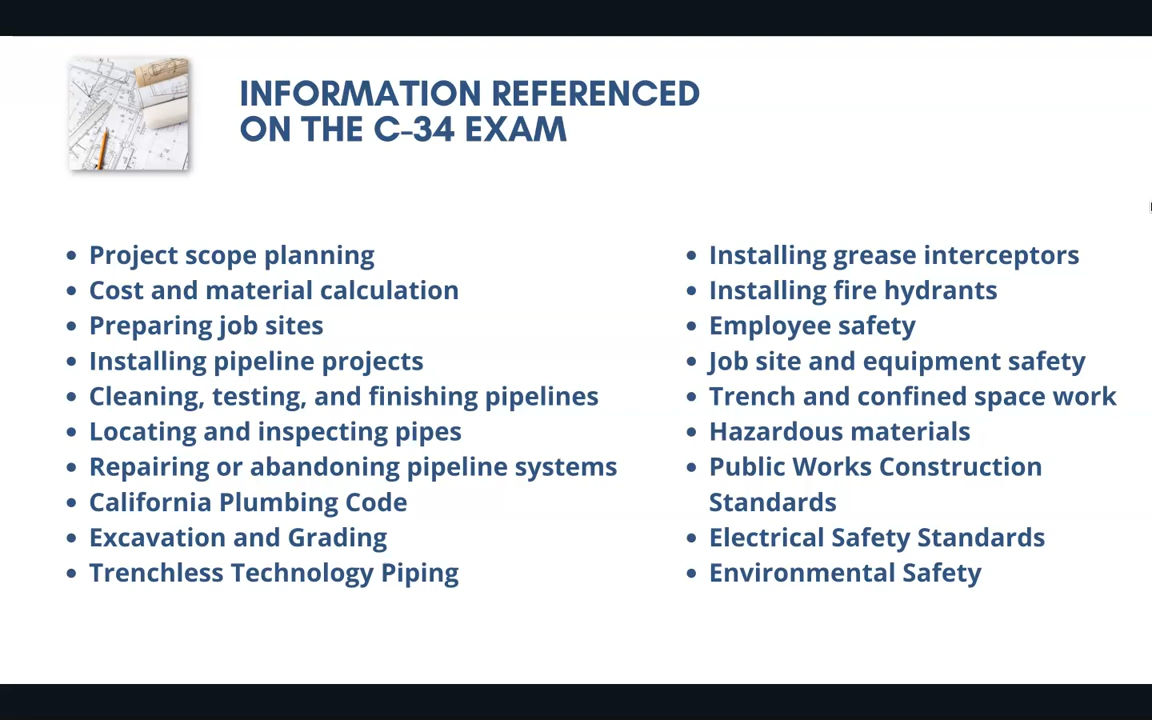 INFORMATION REFERENCED
ON THE C-34 EXAM
• Project scope planning
• Cost and material calculation
• Preparing job sites
• Installing pipeline projects
• Cleaning, testing, and finishing pipelines
• Locating and inspecting pipes
• Repairing or abandoning pipeline systems
• California Plumbing Code
• Excavation and Grading
• Trenchless Technology Piping
• Installing grease interceptors
• Installing fire hydrants
• Employee safety
• Job site and equipment safety
• Trench and confined space work
• Hazardous materials
• Public Works Construction
Standards
• Electrical Safety Standards
• Environmental Safety